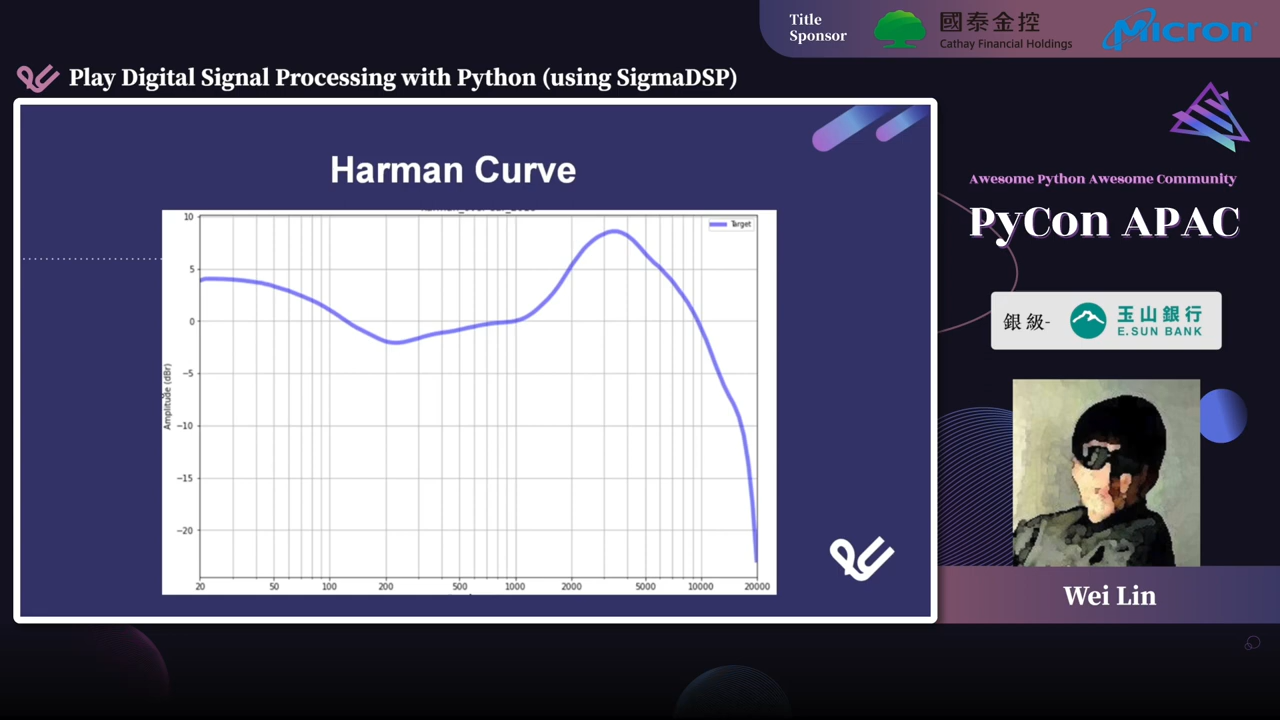 Title
Sponsor
國泰金控
Cathay Financial Holdings
Micron
Play Digital Signal Processing with Python (using SigmaDSP)
Harman Curve
Target
10
5
0
−5
−10
−15
−20
Amplitude (dBr)
20 50 100 200 500 1000 2000 5000 10000 20000
Awesome Python Awesome Community
PyCon APAC
銀級-
玉山銀行
E.SUN BANK
Wei Lin